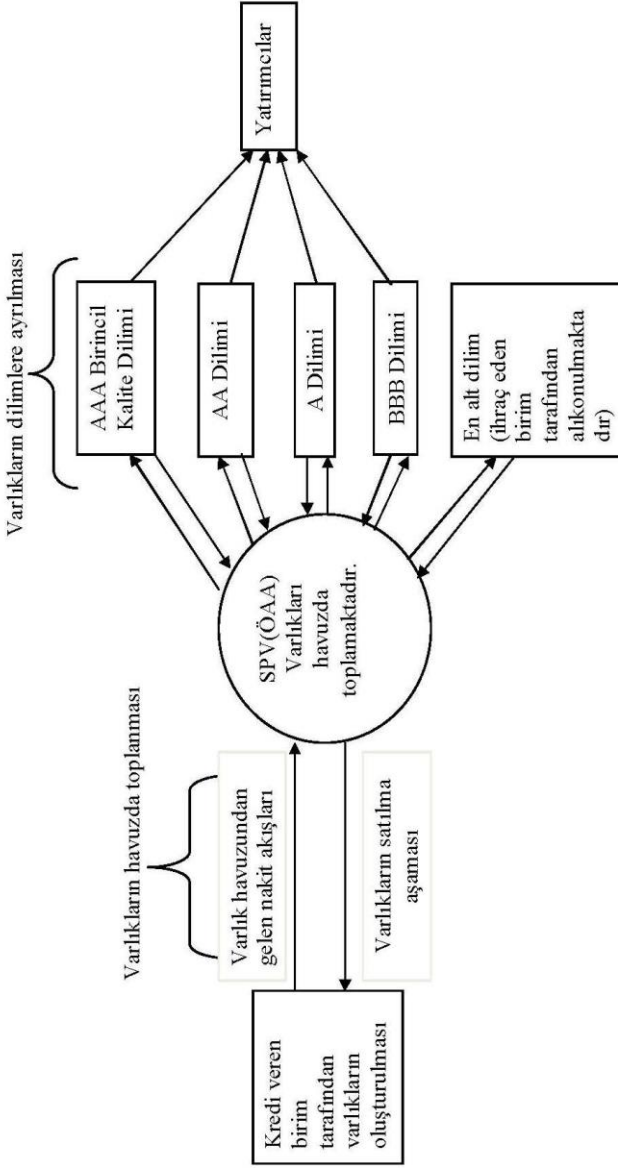 Varlıkların havuzda toplanması
Varlıkların dilimlere ayrılması
Kredi veren
birim
tarafından
varlıkların
oluşturulması
Varlık havuzundan
gelen nakit akışları
Varlıkların satılma
aşaması
SPV(ÖAA)
Varlıkları
havuzda
toplamaktadır.
AAA Birincil
Kalite Dilimi
AA Dilimi
A Dilimi
BBB Dilimi
En alt dilim
(ihraç eden
birim
tarafından
alıkonulmakta
dır)
Yatırımcılar